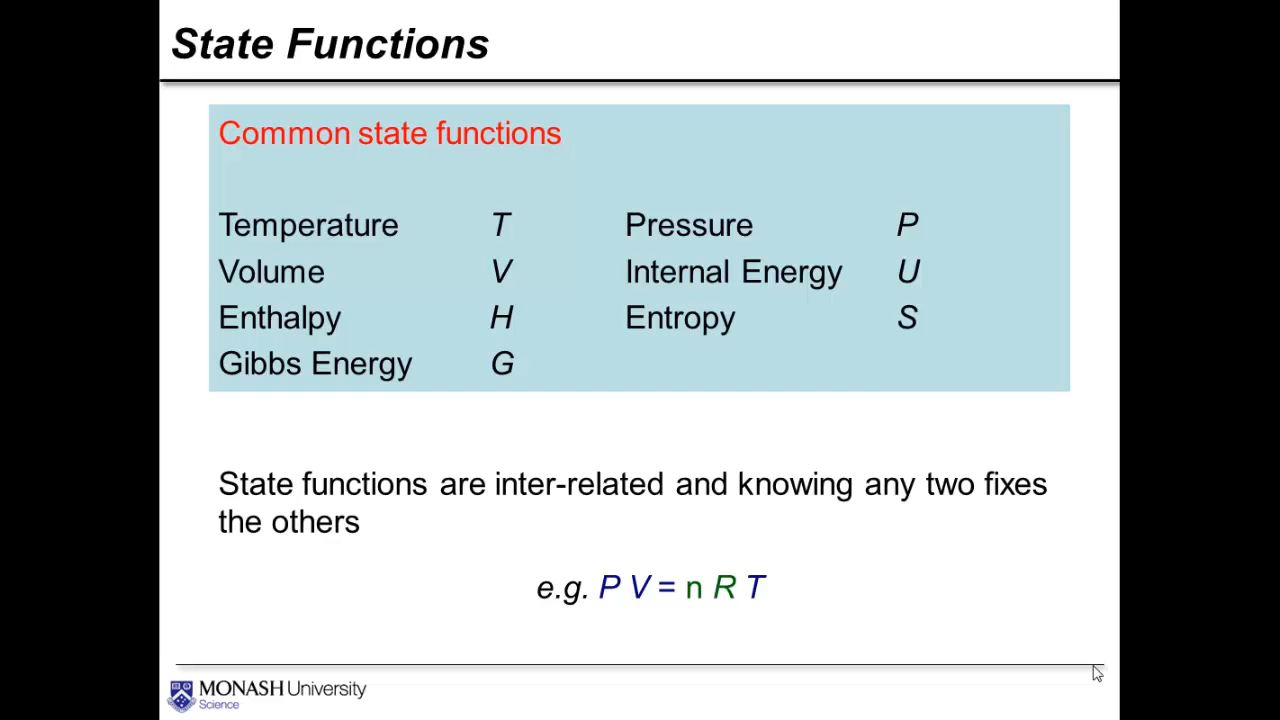 State Functions
Common state functions
Temperature T Pressure P
Volume V Internal Energy U
Enthalpy H Entropy S
Gibbs Energy G
State functions are inter-related and knowing any two fixes
the others
e.g. P V = n R T
MONASH University
Science